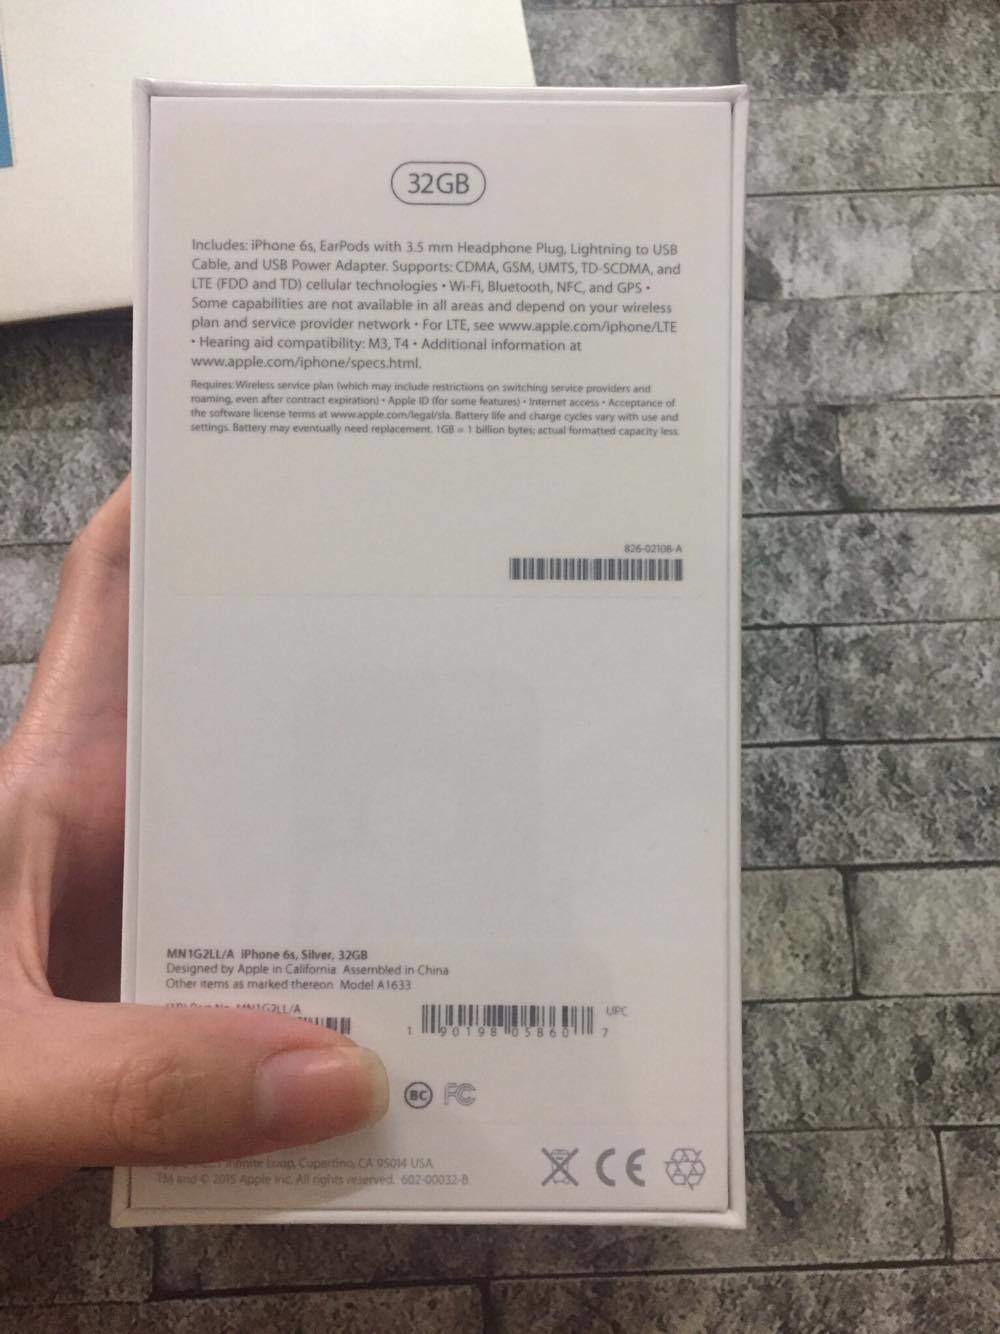 32GB
Includes: iPhone 6s, EarPods with 3.5 mm Headphone Plug, Lightning to USB
Cable, and USB Power Adapter. Supports: CDMA, GSM, UMTS, TD-SCDMA, and
LTE (FDD and TD) cellular technologies • Wi-Fi, Bluetooth, NFC, and GPS •
Some capabilities are not available in all areas and depend on your wireless
plan and service provider network • For LTE, see www.apple.com/iphone/LTE
• Hearing aid compatibility: M3, T4 • Additional information at
www.apple.com/iphone/specs.html.
Requires: Wireless service plan (which may include restrictions on switching service providers and
roaming, even after contract expiration) • Apple ID (for some features) • Internet access • Acceptance of
the software license terms at www.apple.com/legal/sla. Battery life and charge cycles vary with use and
settings. Battery may eventually need replacement. 1GB = 1 billion bytes; actual formatted capacity less.
826-02108-A
MN1G2LL/A iPhone 6s, Silver, 32GB
Designed by Apple in California Assembled in China
Other items as marked thereon Model A1633
MN1G2LL/A
UPC
1 90198 05860 7
BC FC
Infinite Loop, Cupertino, CA 95014 USA
TM and © 2015 Apple Inc. All rights reserved. 602-00032-B
CE